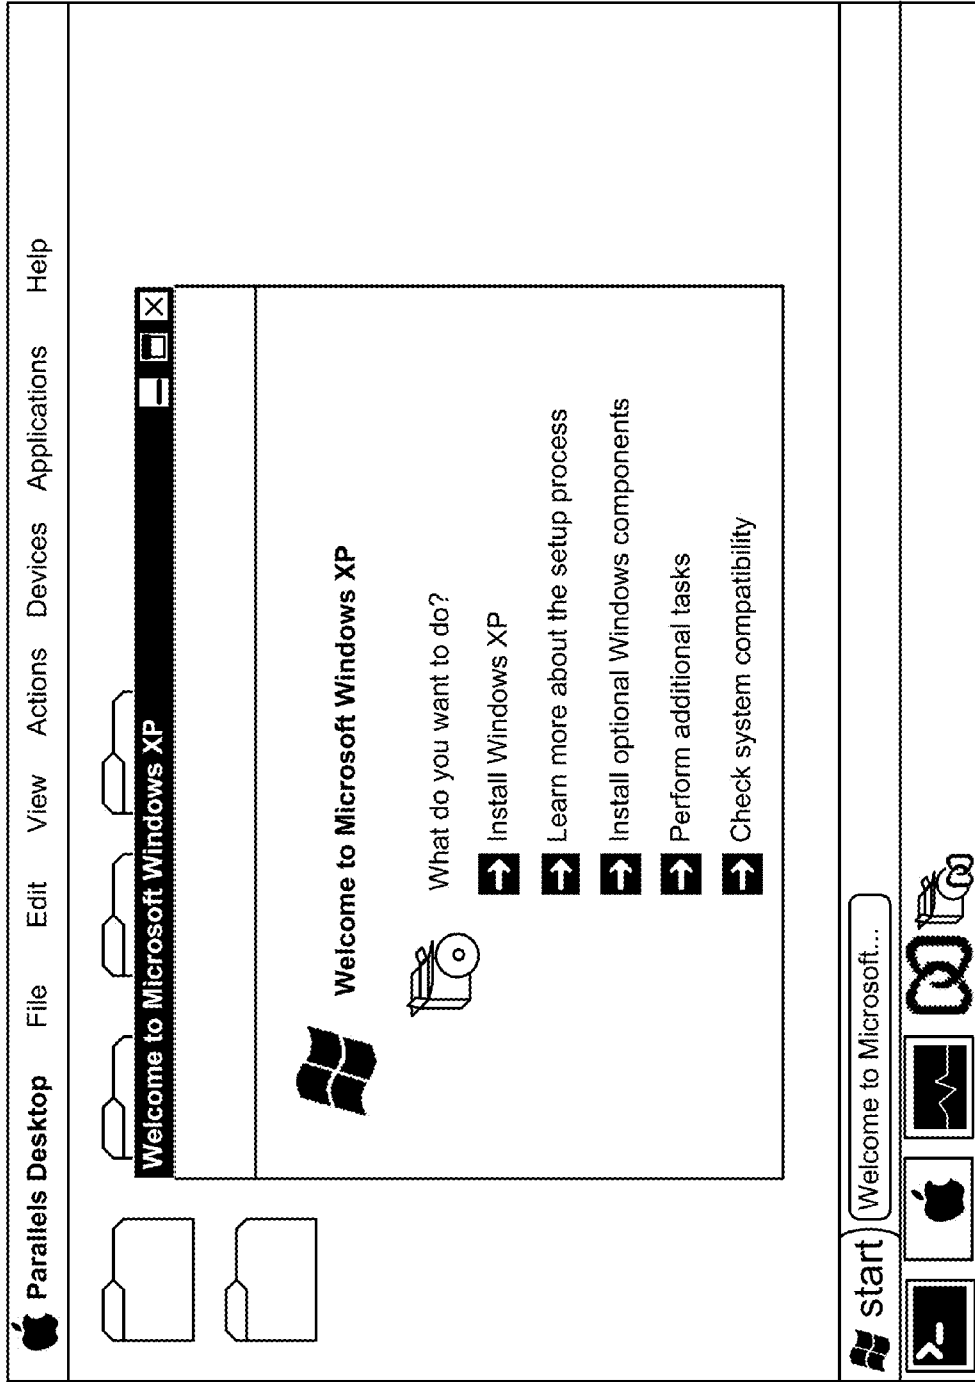 Parallels Desktop File Edit View Actions Devices Applications Help
Welcome to Microsoft Windows XP
Welcome to Microsoft Windows XP
What do you want to do?
Install Windows XP
Learn more about the setup process
Install optional Windows components
Perform additional tasks
Check system compatibility
start Welcome to Microsoft...